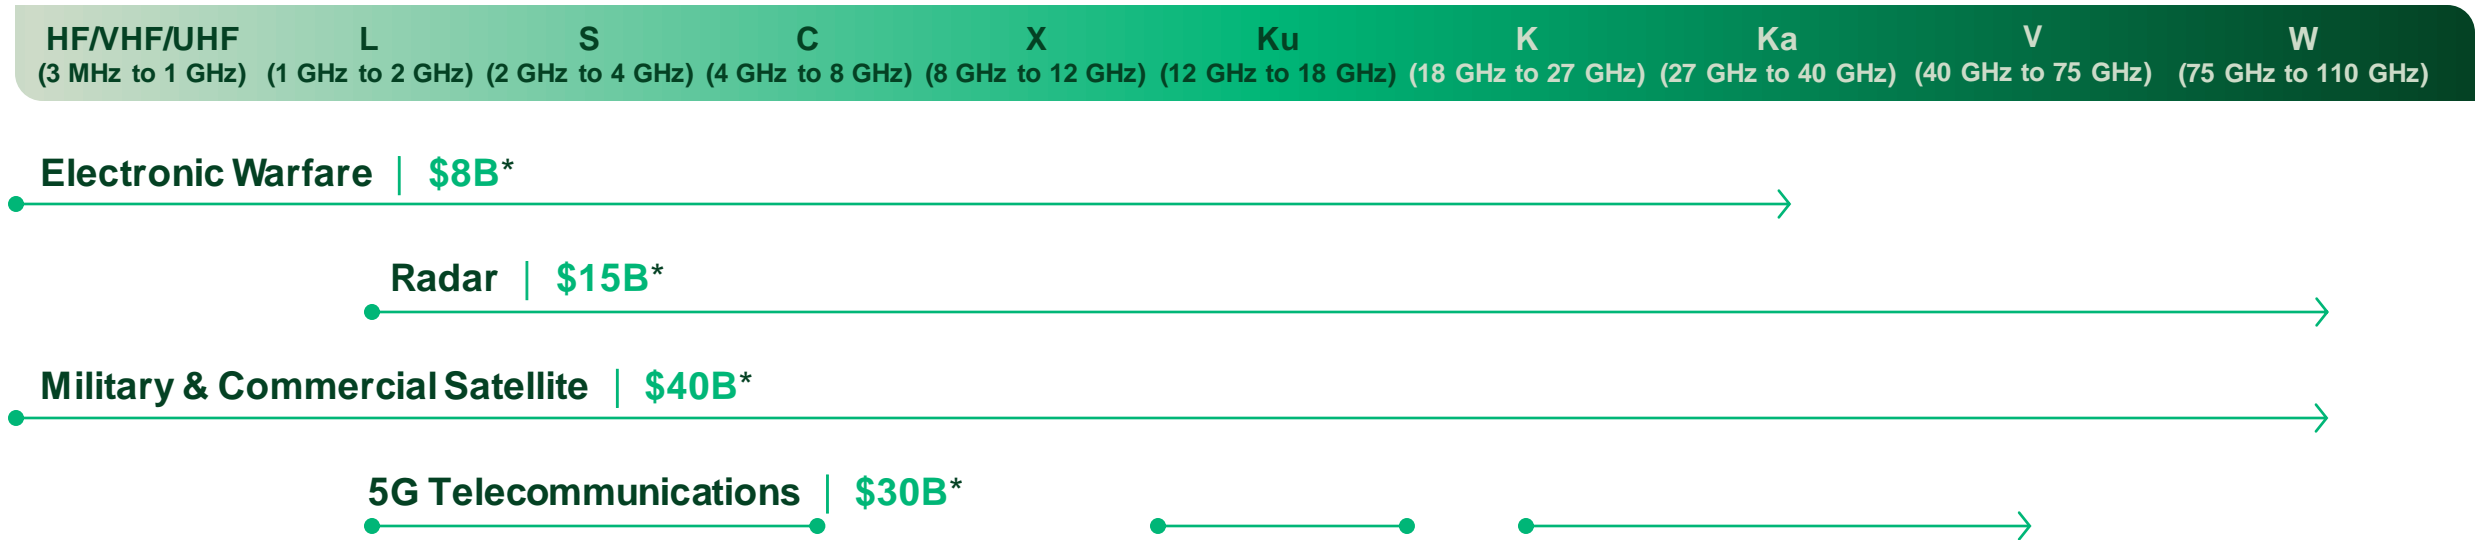 HF/VHF/UHF L S C X Ku K Ka V W
(3 MHz to 1 GHz) (1 GHz to 2 GHz) (2 GHz to 4 GHz) (4 GHz to 8 GHz) (8 GHz to 12 GHz) (12 GHz to 18 GHz) (18 GHz to 27 GHz) (27 GHz to 40 GHz) (40 GHz to 75 GHz) (75 GHz to 110 GHz)
Electronic Warfare | $8B*
Radar | $15B*
Military & Commercial Satellite | $40B*
5G Telecommunications | $30B*